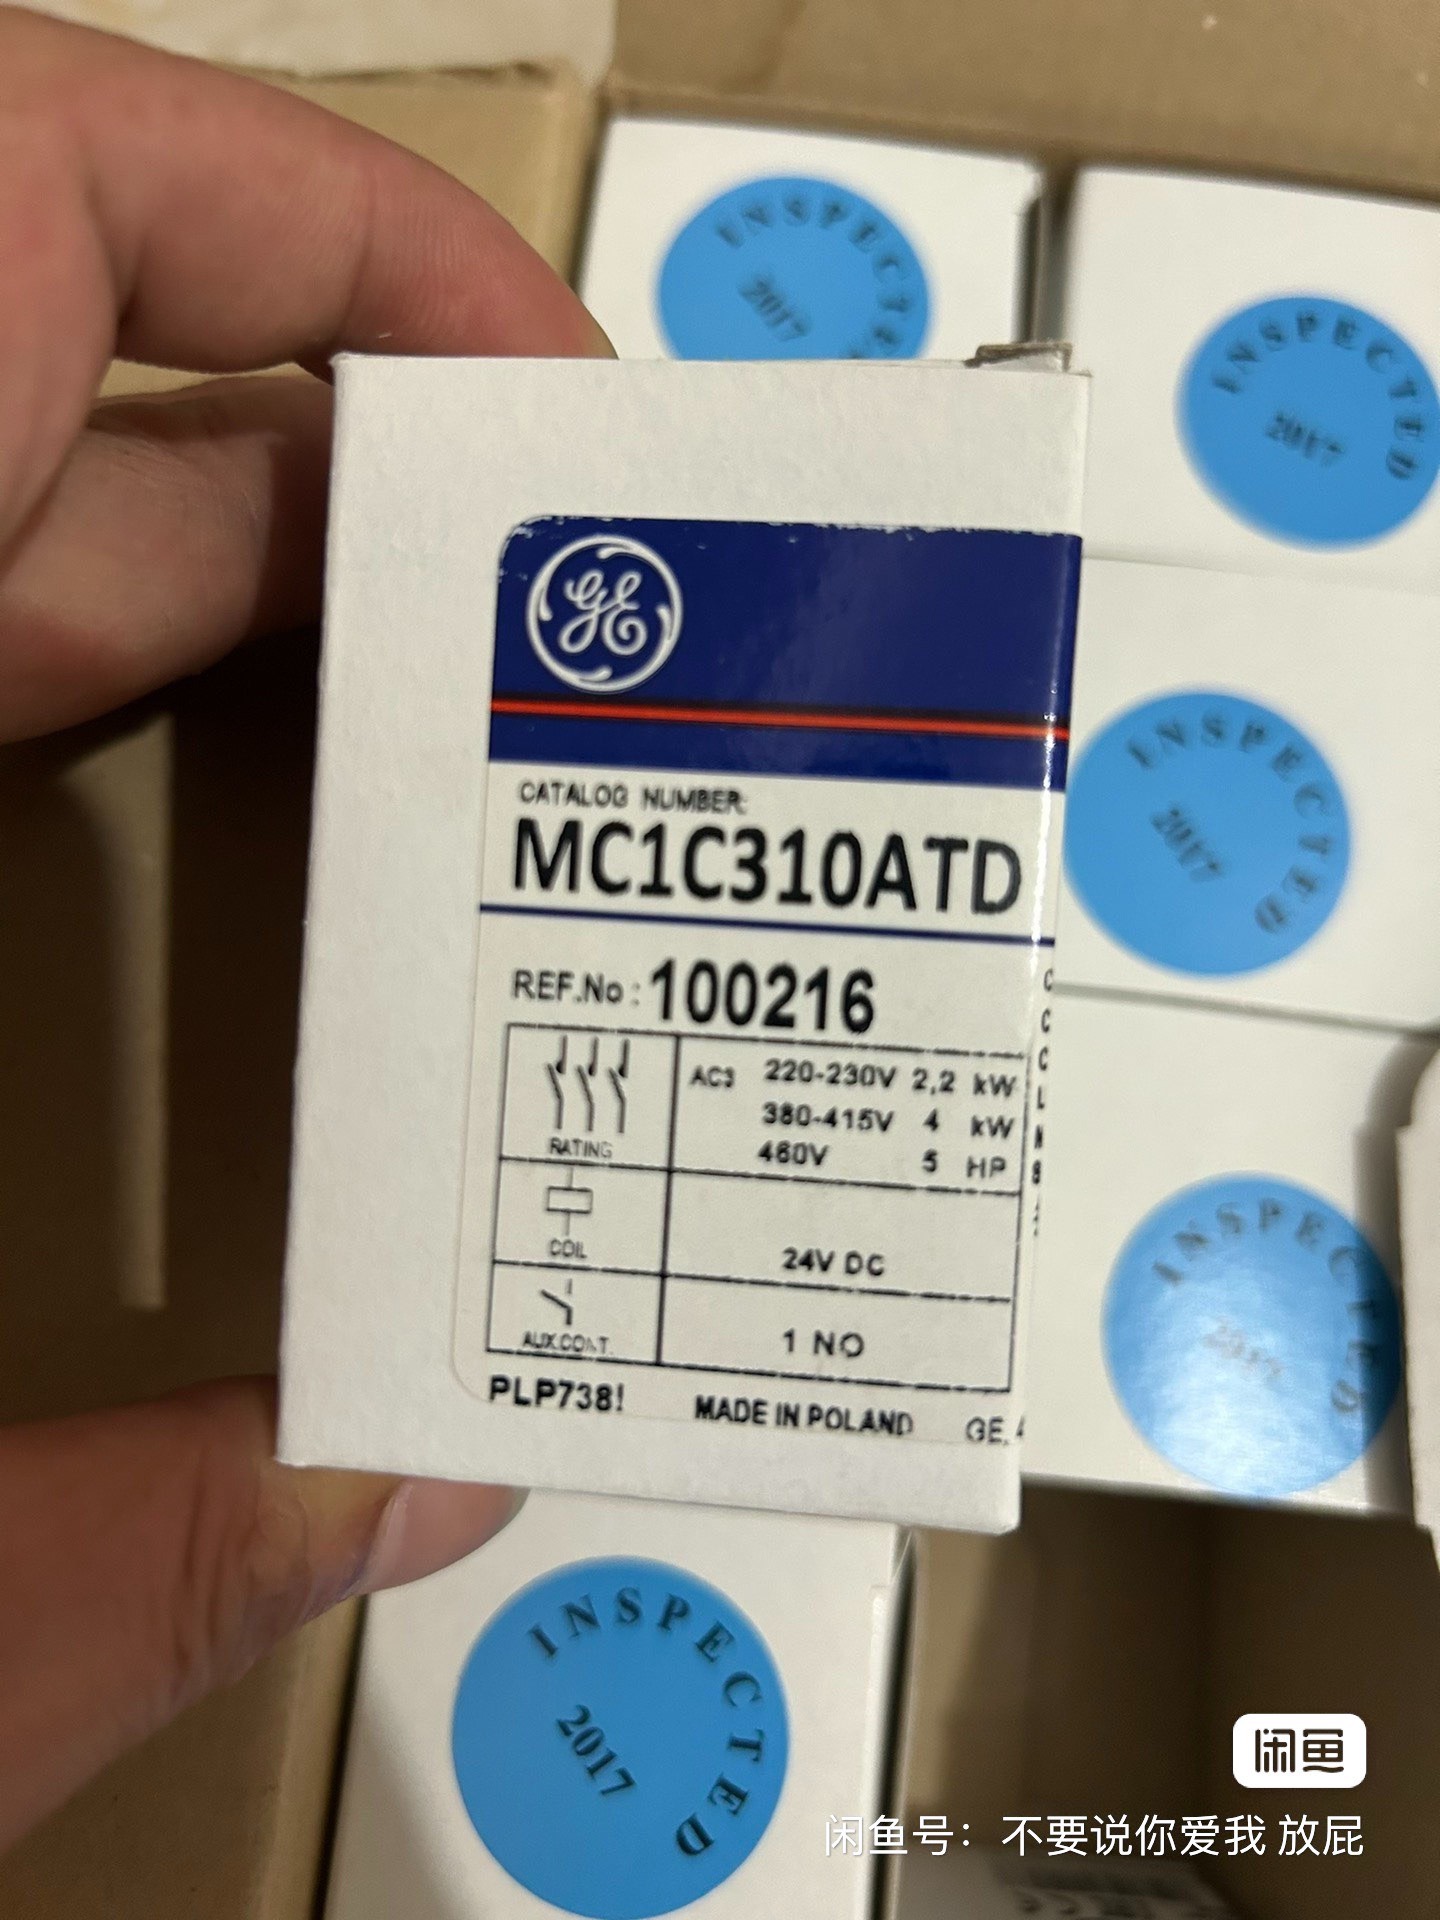 INSPECTED
2017
INSPECTED
2017
GE
CATALOG NUMBER:
MC1C310ATD
REF.No: 100216
AC3 220-230V 2,2 kW
380-415V 4 kW
460V 5 HP
RATING
COIL
24V DC
AUX.CONT.
1 NO
PLP738!
MADE IN POLAND
GE.
INSPECTED
2017
INSPECTED
2017
INSPECTED
2017
闲鱼
闲鱼号：不要说你爱我 放屁